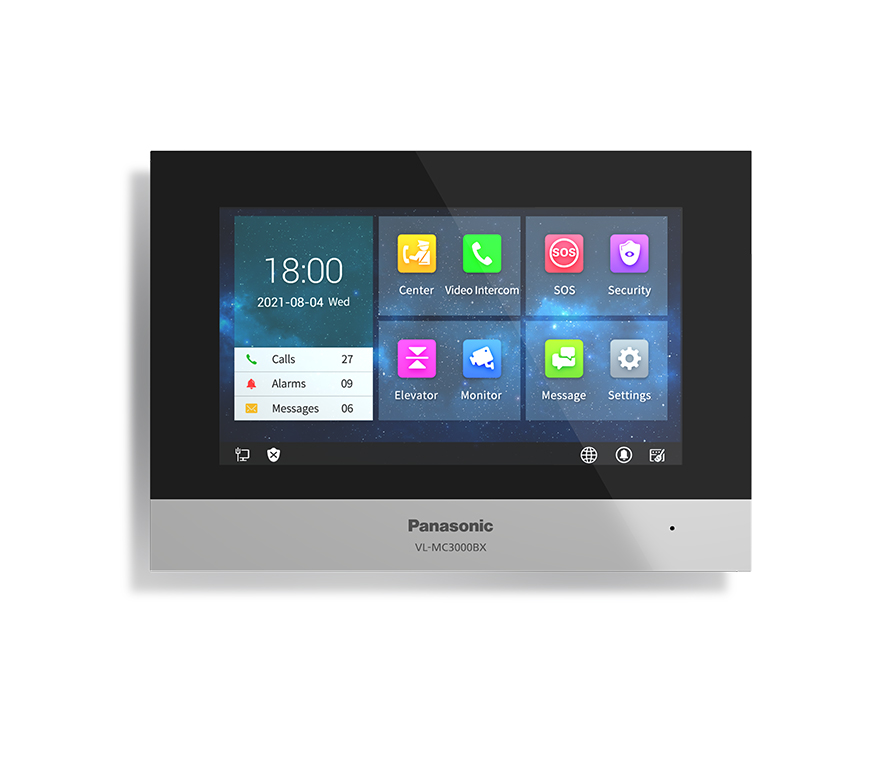 18:00
2021-08-04 Wed
Calls 27
Alarms 09
Messages 06
Center Video Intercom
SOS
SOS Security
Elevator Monitor
Message Settings
Panasonic
VL-MC3000BX